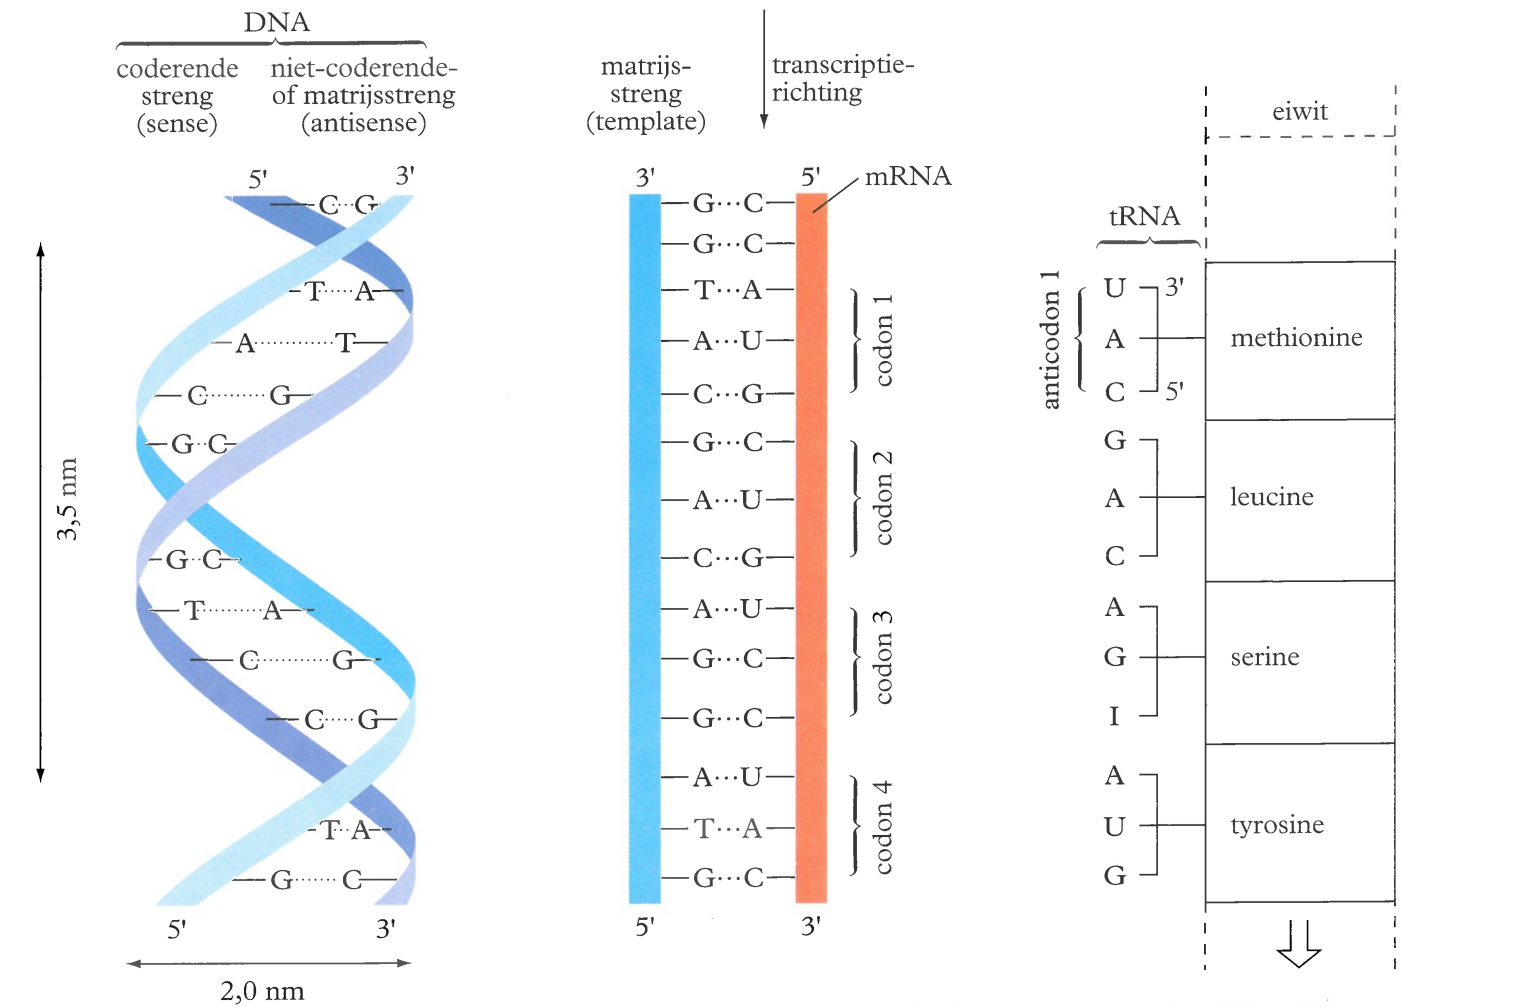 DNA
coderende
streng
(sense)
niet-coderende-
of matrijsstreng
(antisense)
5' 3'
C··G
T·····A
A············T
C·········G
G··C
G··C
T·········A
C··········G
C····G
T··A
G······C
5' 3'
3,5 nm
2,0 nm
matrijs-
streng
(template)
transcriptie-
richting
3' 5'
mRNA
G···C
G···C
T···A
A···U
C···G
codon 1
G···C
A···U
C···G
codon 2
A···U
G···C
G···C
codon 3
A···U
T···A
G···C
codon 4
5' 3'
eiwit
tRNA
anticodon 1
U 3'
A
C 5'
methionine
G
A
C
leucine
A
G
I
serine
A
U
G
tyrosine